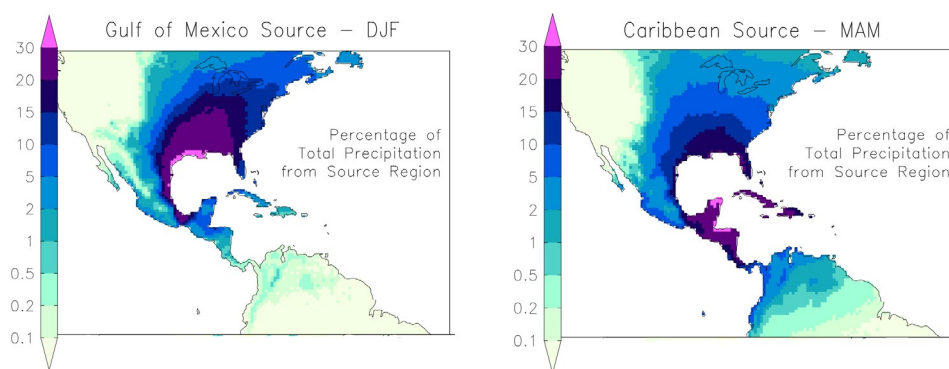 Gulf of Mexico Source – DJF
30
20
15
10
5
2
1
0.5
0.2
0.1
Percentage of
Total Precipitation
from Source Region
Caribbean Source – MAM
30
20
15
10
5
2
1
0.5
0.2
0.1
Percentage of
Total Precipitation
from Source Region